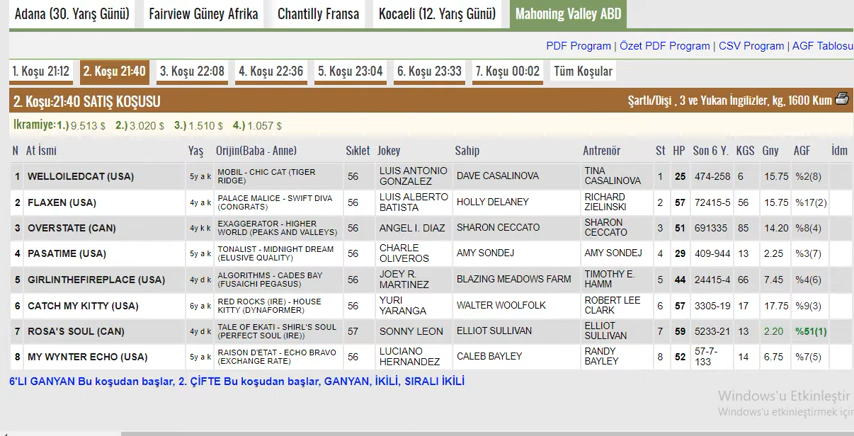 Adana (30. Yarış Günü) Fairview Güney Afrika Chantilly Fransa Kocaeli (12. Yarış Günü) Mahoning Valley ABD
PDF Program | Özet PDF Program | CSV Program | AGF Tablosu
1. Koşu 21:12 2. Koşu 21:40 3. Koşu 22:08 4. Koşu 22:36 5. Koşu 23:04 6. Koşu 23:33 7. Koşu 00:02 Tüm Koşular
2. Koşu:21:40 SATIŞ KOŞUSU Şartlı/Dişi , 3 ve Yukarı İngilizler, kg, 1600 Kum
İkramiye: 1.) 9.513 $ 2.) 3.020 $ 3.) 1.510 $ 4.) 1.057 $
N At İsmi Yaş Orijin(Baba - Anne) Sıklet Jokey Sahip Antrenör St HP Son 6 Y. KGS Gny AGF İdm
1 WELLOILEDCAT (USA) 5y a k MOBIL - CHIC CAT (TIGER RIDGE) 56 LUIS ANTONIO GONZALEZ DAVE CASALINOVA TINA CASALINOVA 1 25 474-258 6 15.75 %2(8)
2 FLAXEN (USA) 4y a k PALACE MALICE - SWIFT DIVA (CONGRATS) 56 LUIS ALBERTO BATISTA HOLLY DELANEY RICHARD ZIELINSKI 2 57 72415-5 56 15.75 %17(2)
3 OVERSTATE (CAN) 4y k k EXAGGERATOR - HIGHER WORLD (PEAKS AND VALLEYS) 56 ANGEL I. DIAZ SHARON CECCATO SHARON CECCATO 3 51 691335 85 14.20 %8(4)
4 PASATIME (USA) 5y a k TONALIST - MIDNIGHT DREAM (ELUSIVE QUALITY) 56 CHARLE OLIVEROS AMY SONDEJ AMY SONDEJ 4 29 409-944 13 2.25 %3(7)
5 GIRLINTHEFIREPLACE (USA) 4y d k ALGORITHMS - CADES BAY (FUSAICHI PEGASUS) 56 JOEY R. MARTINEZ BLAZING MEADOWS FARM TIMOTHY E. HAMM 5 44 24415-4 66 7.45 %4(6)
6 CATCH MY KITTY (USA) 6y a k RED ROCKS (IRE) - HOUSE KITTY (DYNAFORMER) 56 YURI YARANGA WALTER WOOLFOLK ROBERT LEE CLARK 6 57 3305-19 17 17.75 %9(3)
7 ROSA'S SOUL (CAN) 4y d k TALE OF EKATI - SHIRL'S SOUL (PERFECT SOUL (IRE)) 57 SONNY LEON ELLIOT SULLIVAN ELLIOT SULLIVAN 7 59 5233-21 13 2.20 %51(1)
8 MY WYNTER ECHO (USA) 5y a k RAISON D'ETAT - ECHO BRAVO (EXCHANGE RATE) 56 LUCIANO HERNANDEZ CALEB BAYLEY RANDY BAYLEY 8 52 57-7-133 14 6.75 %7(5)
6'LI GANYAN Bu koşudan başlar, 2. ÇİFTE Bu koşudan başlar, GANYAN, İKİLİ, SIRALI İKİLİ
Windows'u Etkinleştir
Windows'u etkinleştirmek için